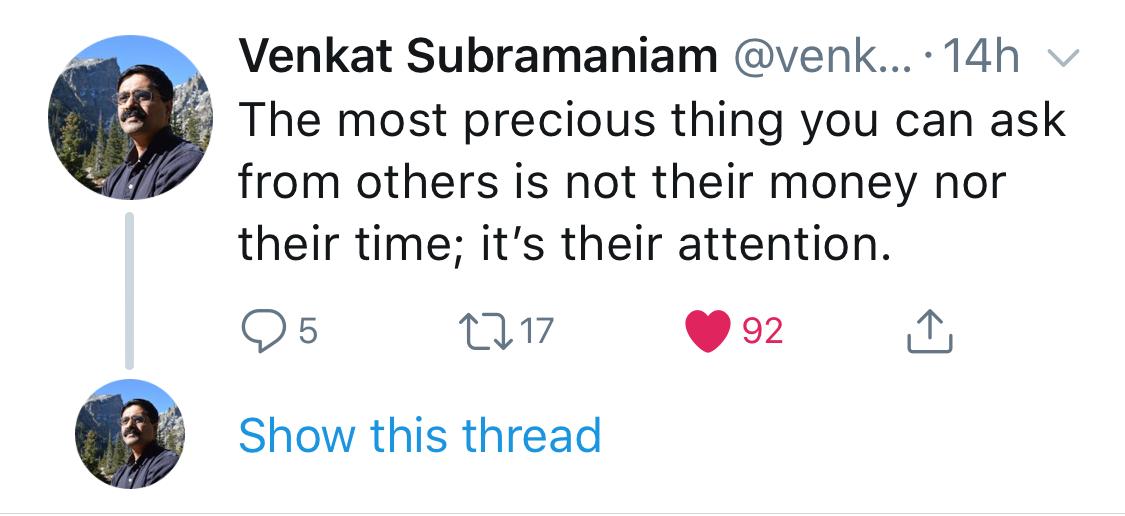 Venkat Subramaniam @venk... · 14h
The most precious thing you can ask
from others is not their money nor
their time; it’s their attention.
5 17 92
Show this thread